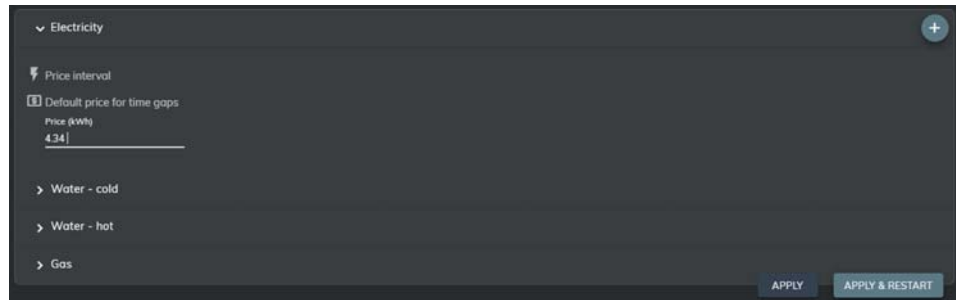 Electricity
Price interval
Default price for time gaps
Price (kWh)
4.34
Water - cold
Water - hot
Gas
APPLY
APPLY & RESTART